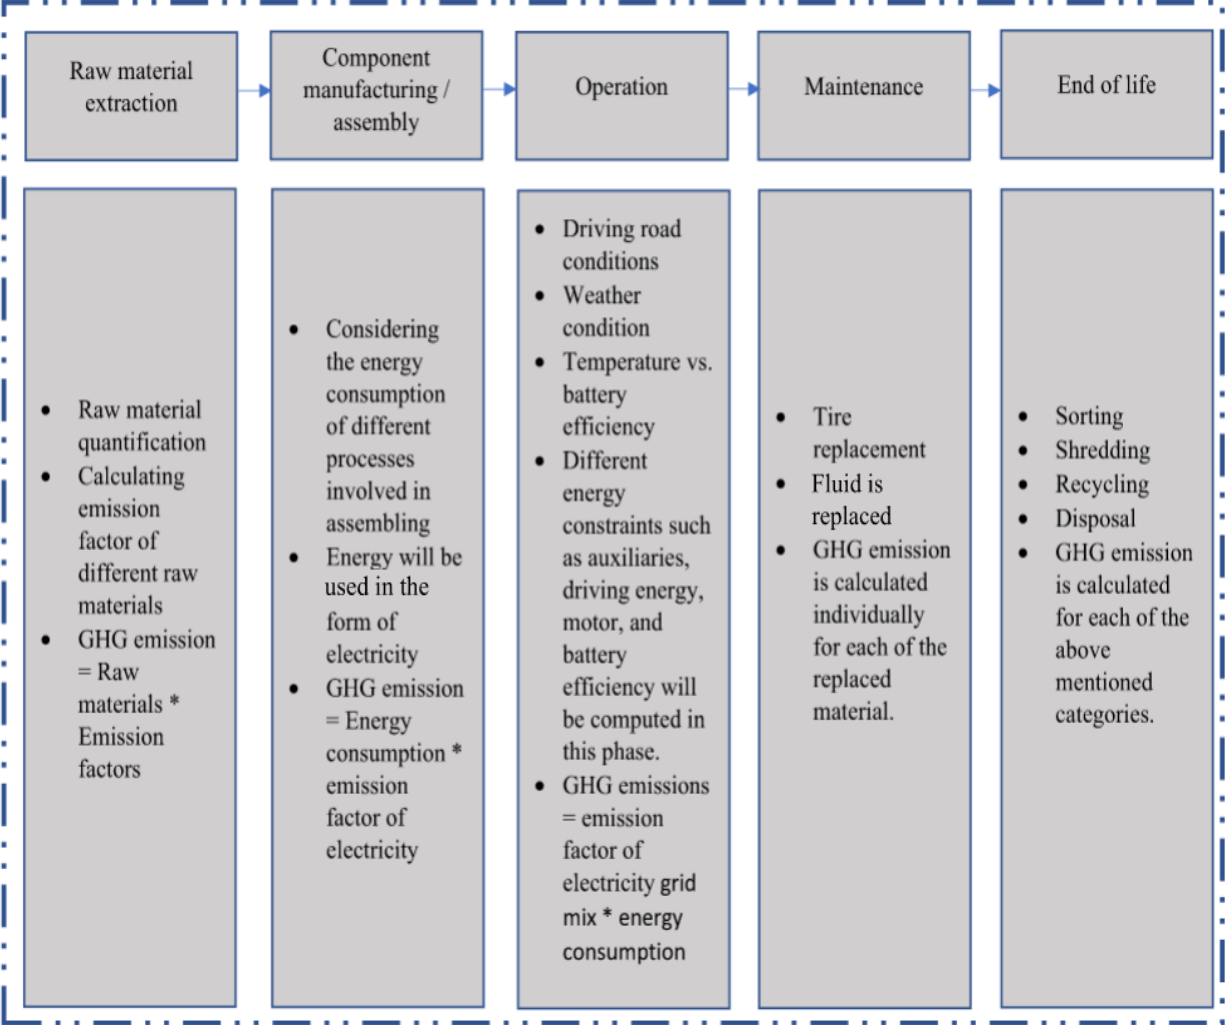 Raw material
extraction
Component
manufacturing /
assembly
Operation
Maintenance
End of life
• Raw material
quantification
• Calculating
emission
factor of
different raw
materials
• GHG emission
= Raw
materials *
Emission
factors
• Considering
the energy
consumption
of different
processes
involved in
assembling
• Energy will be
used in the
form of
electricity
• GHG emission
= Energy
consumption *
emission
factor of
electricity
• Driving road
conditions
• Weather
condition
• Temperature vs.
battery
efficiency
• Different
energy
constraints such
as auxiliaries,
driving energy,
motor, and
battery
efficiency will
be computed in
this phase.
• GHG emissions
= emission
factor of
electricity grid
mix * energy
consumption
• Tire
replacement
• Fluid is
replaced
• GHG emission
is calculated
individually
for each of the
replaced
material.
• Sorting
• Shredding
• Recycling
• Disposal
• GHG emission
is calculated
for each of the
above
mentioned
categories.